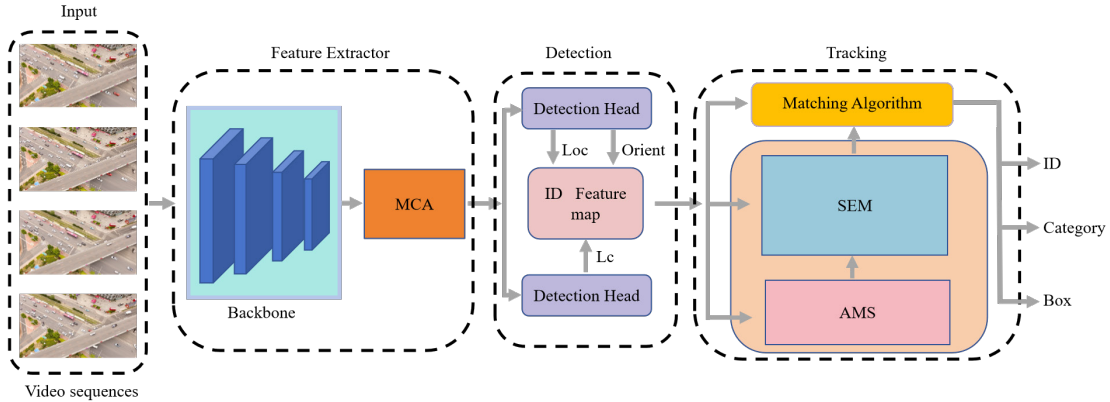 Input
Feature Extractor
Detection
Tracking
Detection Head
Matching Algorithm
Loc
Orient
ID
ID Feature
map
MCA
SEM
Category
Lc
Backbone
Detection Head
Box
AMS
Video sequences